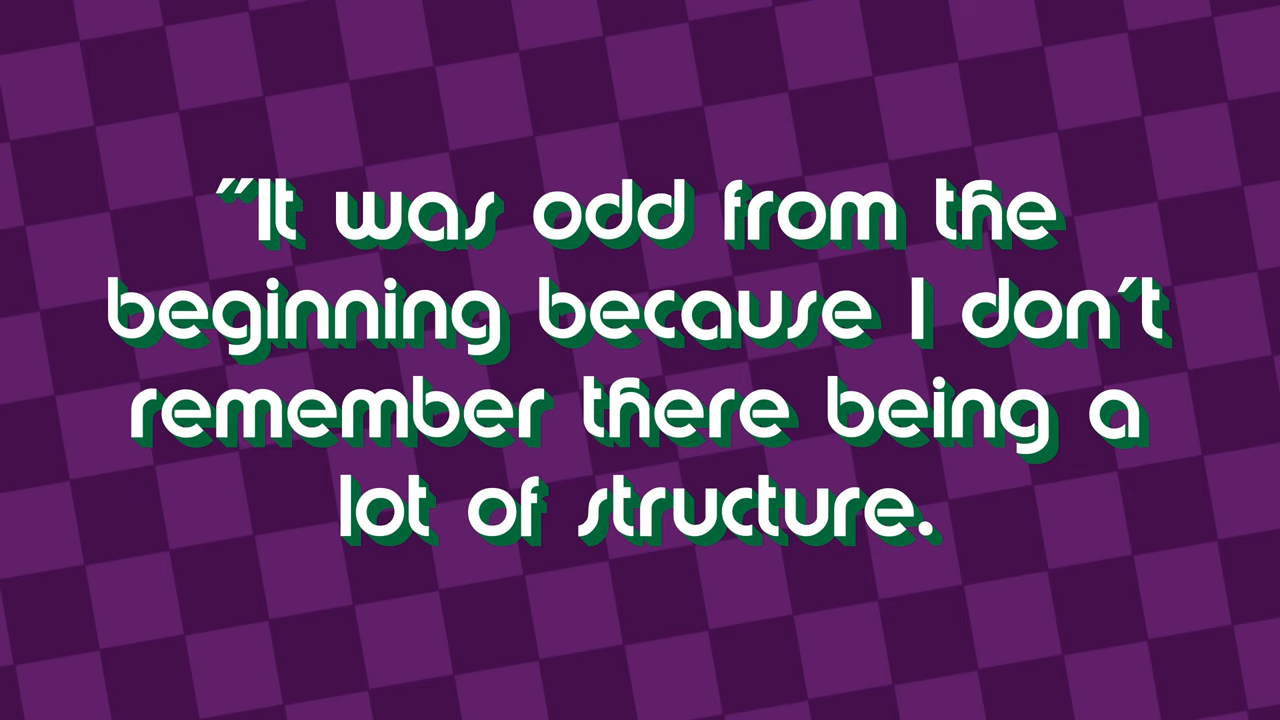 "It was odd from the
beginning because I don't
remember there being a
lot of structure.